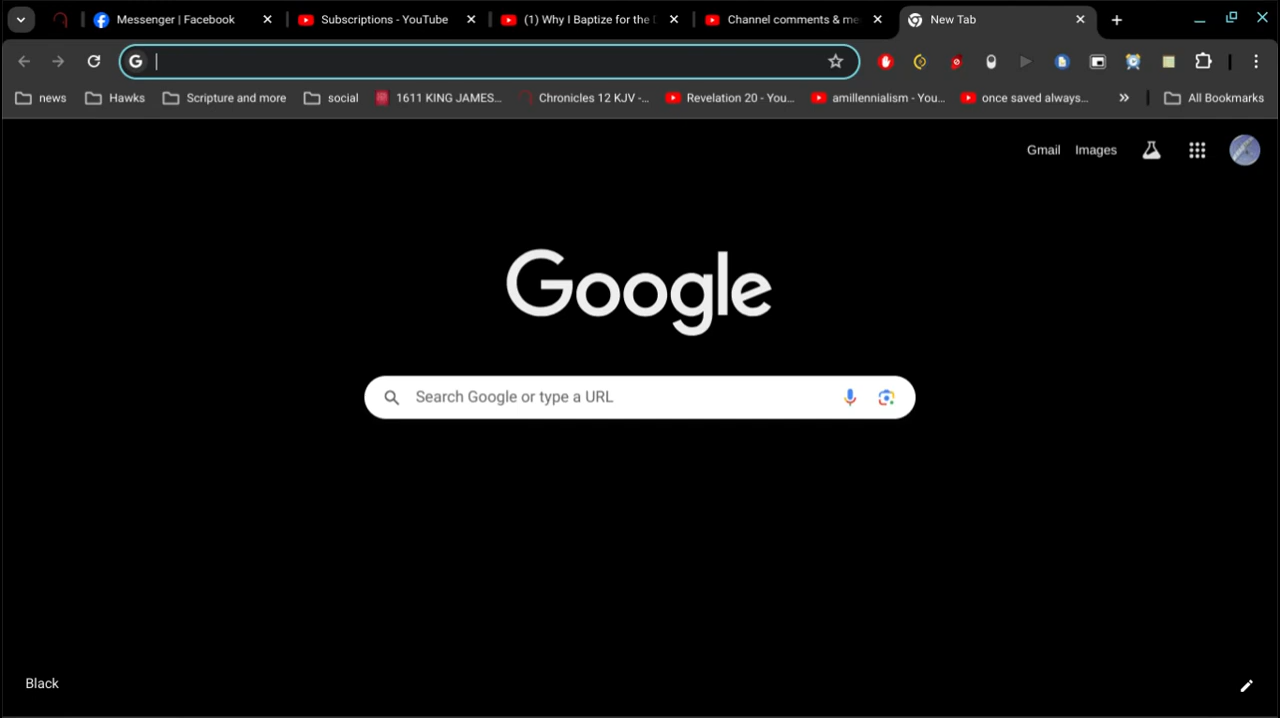 Messenger | Facebook
Subscriptions - YouTube
(1) Why I Baptize for the
Channel comments & me
New Tab
news
Hawks
Scripture and more
social
1611 KING JAMES...
Chronicles 12 KJV -...
Revelation 20 - You...
amillennialism - You...
once saved always...
All Bookmarks
Gmail
Images
Google
Search Google or type a URL
Black